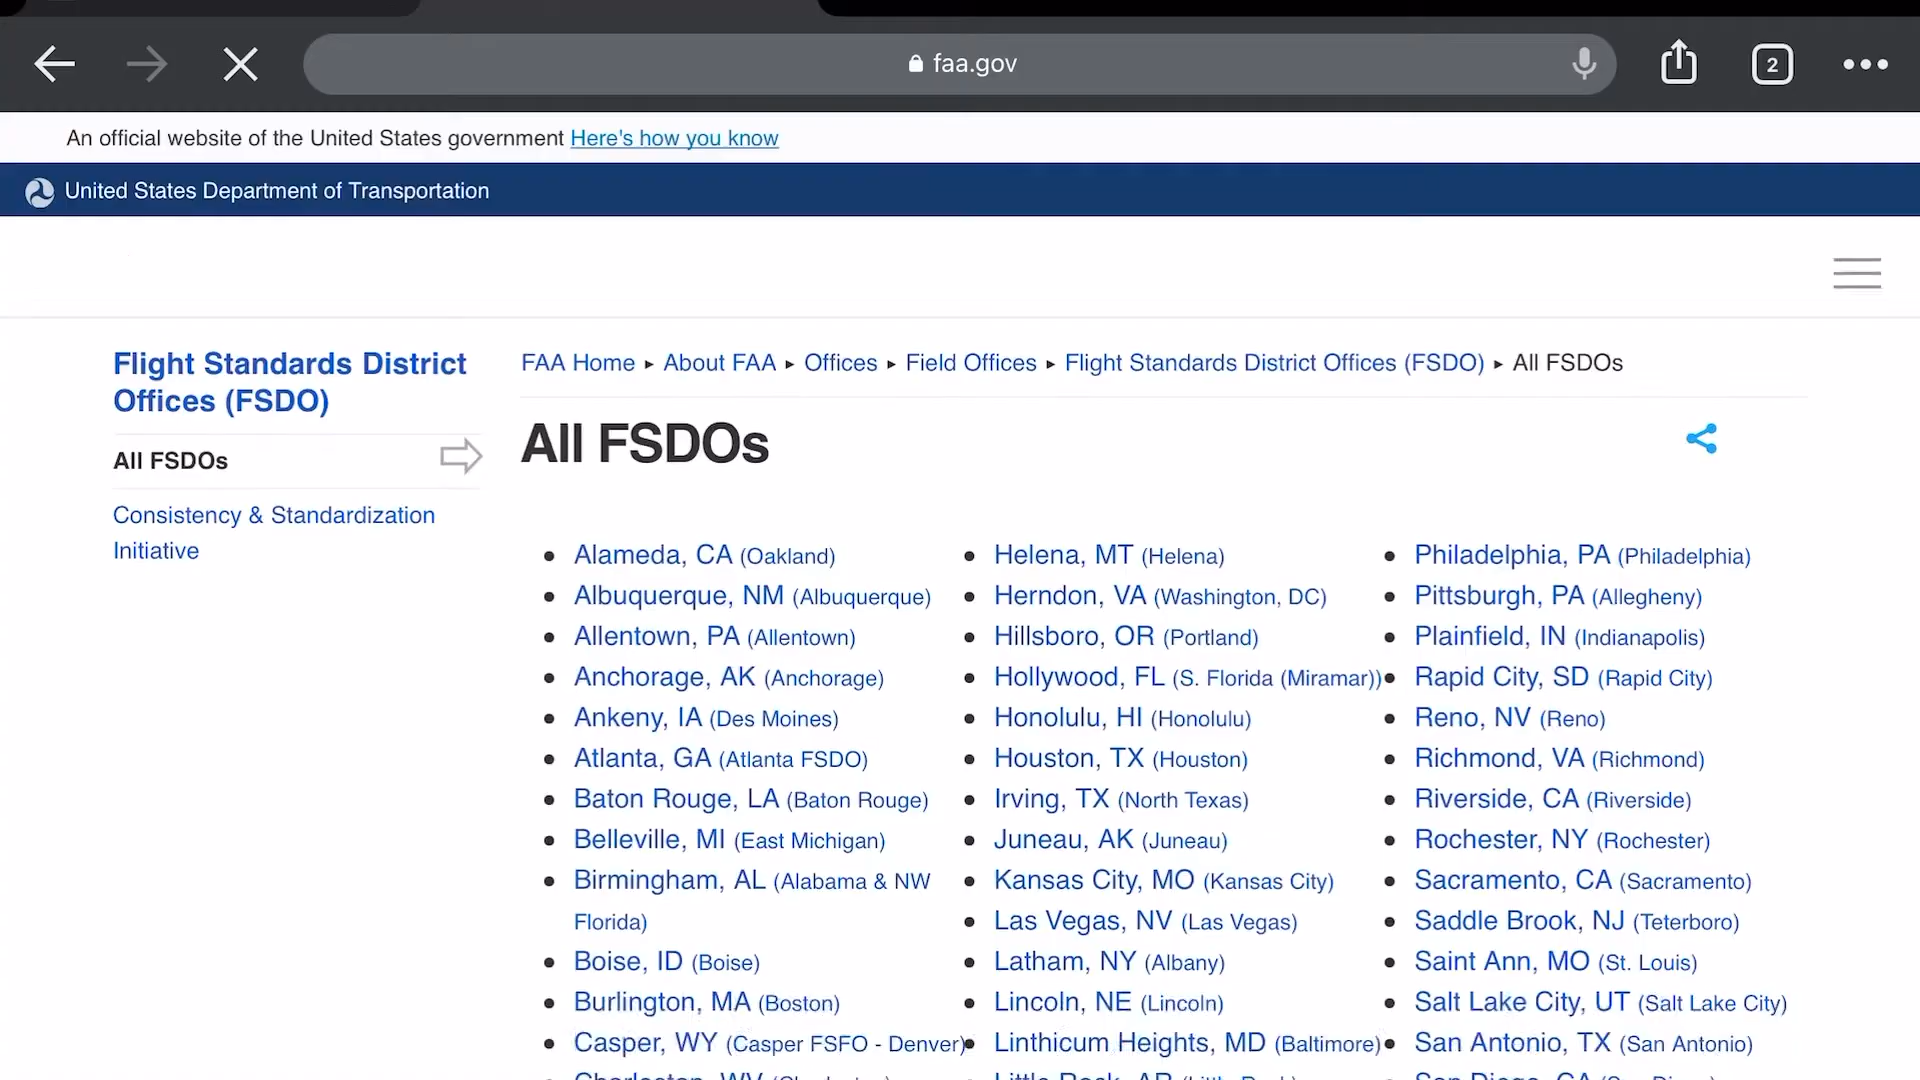 faa.gov
2
An official website of the United States government Here's how you know
United States Department of Transportation
Flight Standards District
Offices (FSDO)
All FSDOs
Consistency & Standardization
Initiative
FAA Home ▸ About FAA ▸ Offices ▸ Field Offices ▸ Flight Standards District Offices (FSDO) ▸ All FSDOs
All FSDOs
• Alameda, CA (Oakland)
• Albuquerque, NM (Albuquerque)
• Allentown, PA (Allentown)
• Anchorage, AK (Anchorage)
• Ankeny, IA (Des Moines)
• Atlanta, GA (Atlanta FSDO)
• Baton Rouge, LA (Baton Rouge)
• Belleville, MI (East Michigan)
• Birmingham, AL (Alabama & NW
Florida)
• Boise, ID (Boise)
• Burlington, MA (Boston)
• Casper, WY (Casper FSFO - Denver)
• Helena, MT (Helena)
• Herndon, VA (Washington, DC)
• Hillsboro, OR (Portland)
• Hollywood, FL (S. Florida (Miramar))
• Honolulu, HI (Honolulu)
• Houston, TX (Houston)
• Irving, TX (North Texas)
• Juneau, AK (Juneau)
• Kansas City, MO (Kansas City)
• Las Vegas, NV (Las Vegas)
• Latham, NY (Albany)
• Lincoln, NE (Lincoln)
• Linthicum Heights, MD (Baltimore)
• Philadelphia, PA (Philadelphia)
• Pittsburgh, PA (Allegheny)
• Plainfield, IN (Indianapolis)
• Rapid City, SD (Rapid City)
• Reno, NV (Reno)
• Richmond, VA (Richmond)
• Riverside, CA (Riverside)
• Rochester, NY (Rochester)
• Sacramento, CA (Sacramento)
• Saddle Brook, NJ (Teterboro)
• Saint Ann, MO (St. Louis)
• Salt Lake City, UT (Salt Lake City)
• San Antonio, TX (San Antonio)